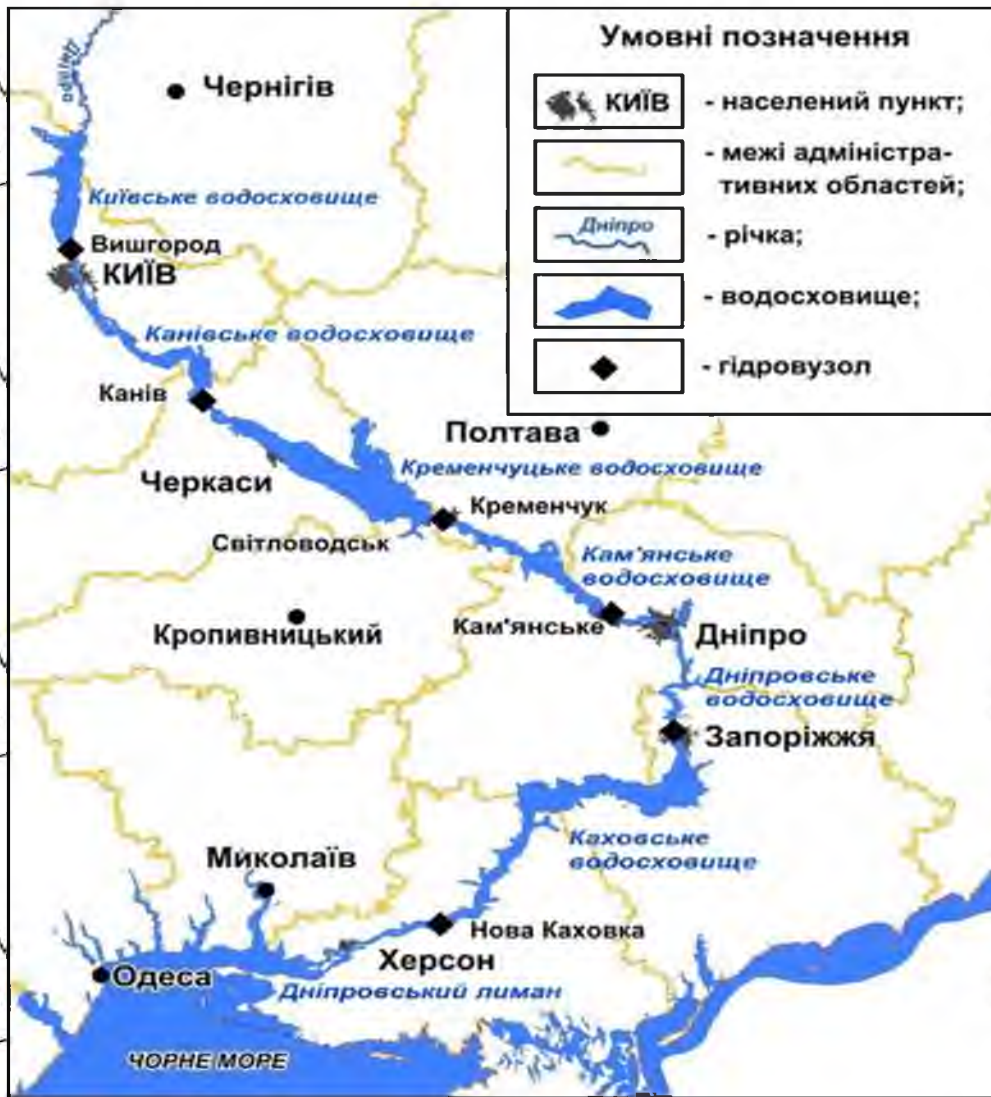 Умовні позначення
КИЇВ
- населений пункт;
- межі адміністра-
тивних областей;
Дніпро
- річка;
- водосховище;
- гідровузол
Дніпро
Чернігів
Київське водосховище
Вишгород
КИЇВ
Канівське водосховище
Канів
Полтава
Черкаси
Кременчуцьке водосховище
Кременчук
Світловодськ
Кам'янське
водосховище
Кропивницький
Кам'янське
Дніпро
Дніпровське
водосховище
Запоріжжя
Каховське
водосховище
Миколаїв
Нова Каховка
Херсон
Одеса
Дніпровський лиман
ЧОРНЕ МОРЕ